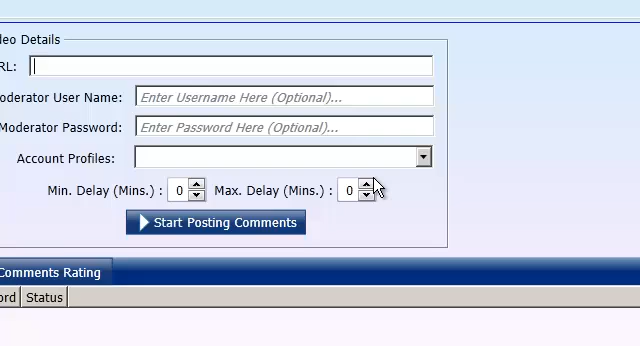 leo Details
RL:
oderator User Name: Enter Username Here (Optional)...
Moderator Password: Enter Password Here (Optional)...
Account Profiles:
Min. Delay (Mins.) : 0 Max. Delay (Mins.) : 0
Start Posting Comments
Comments Rating
ord Status